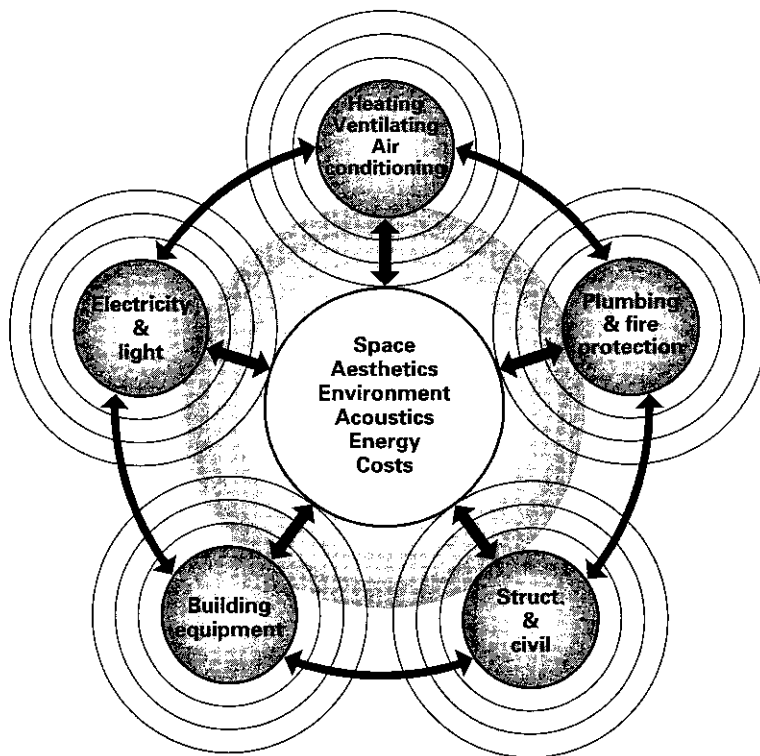 Heating
Ventilating
Air
conditioning
Electricity
&
light
Plumbing
& fire
protection
Space
Aesthetics
Environment
Acoustics
Energy
Costs
Building
equipment
Struct.
&
civil